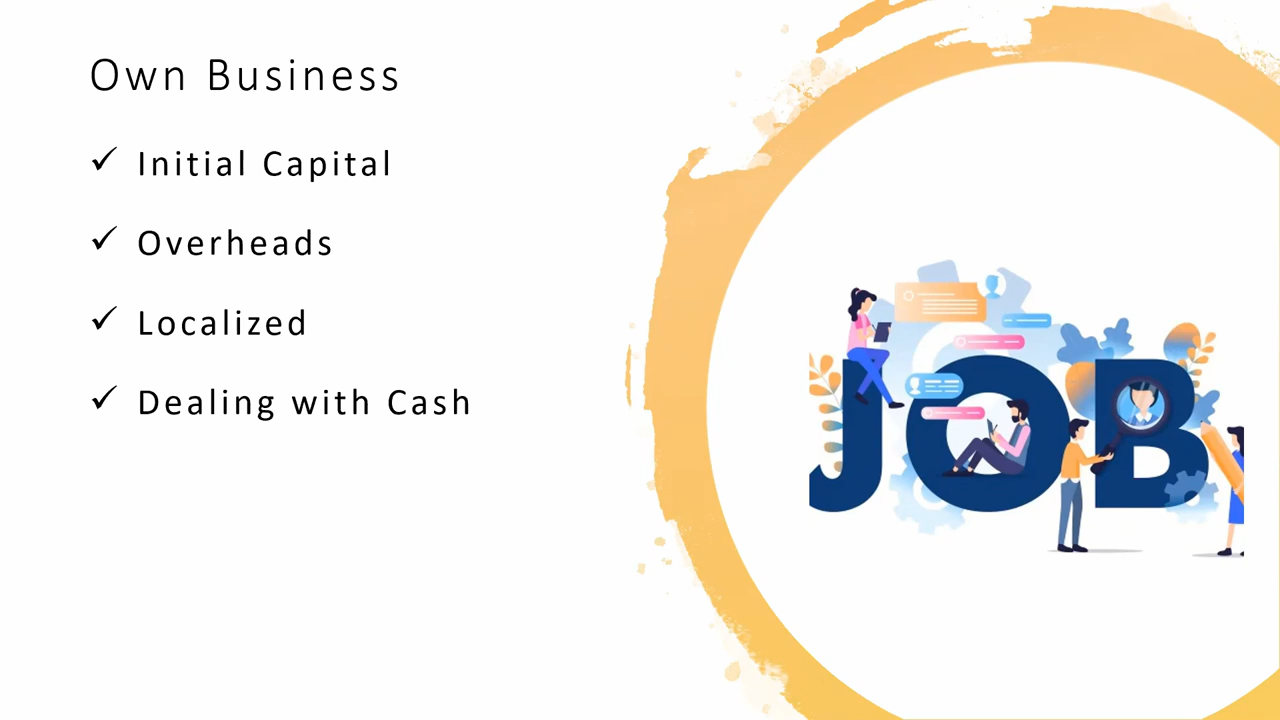 Own Business
✓ Initial Capital
✓ Overheads
✓ Localized
✓ Dealing with Cash
JOB